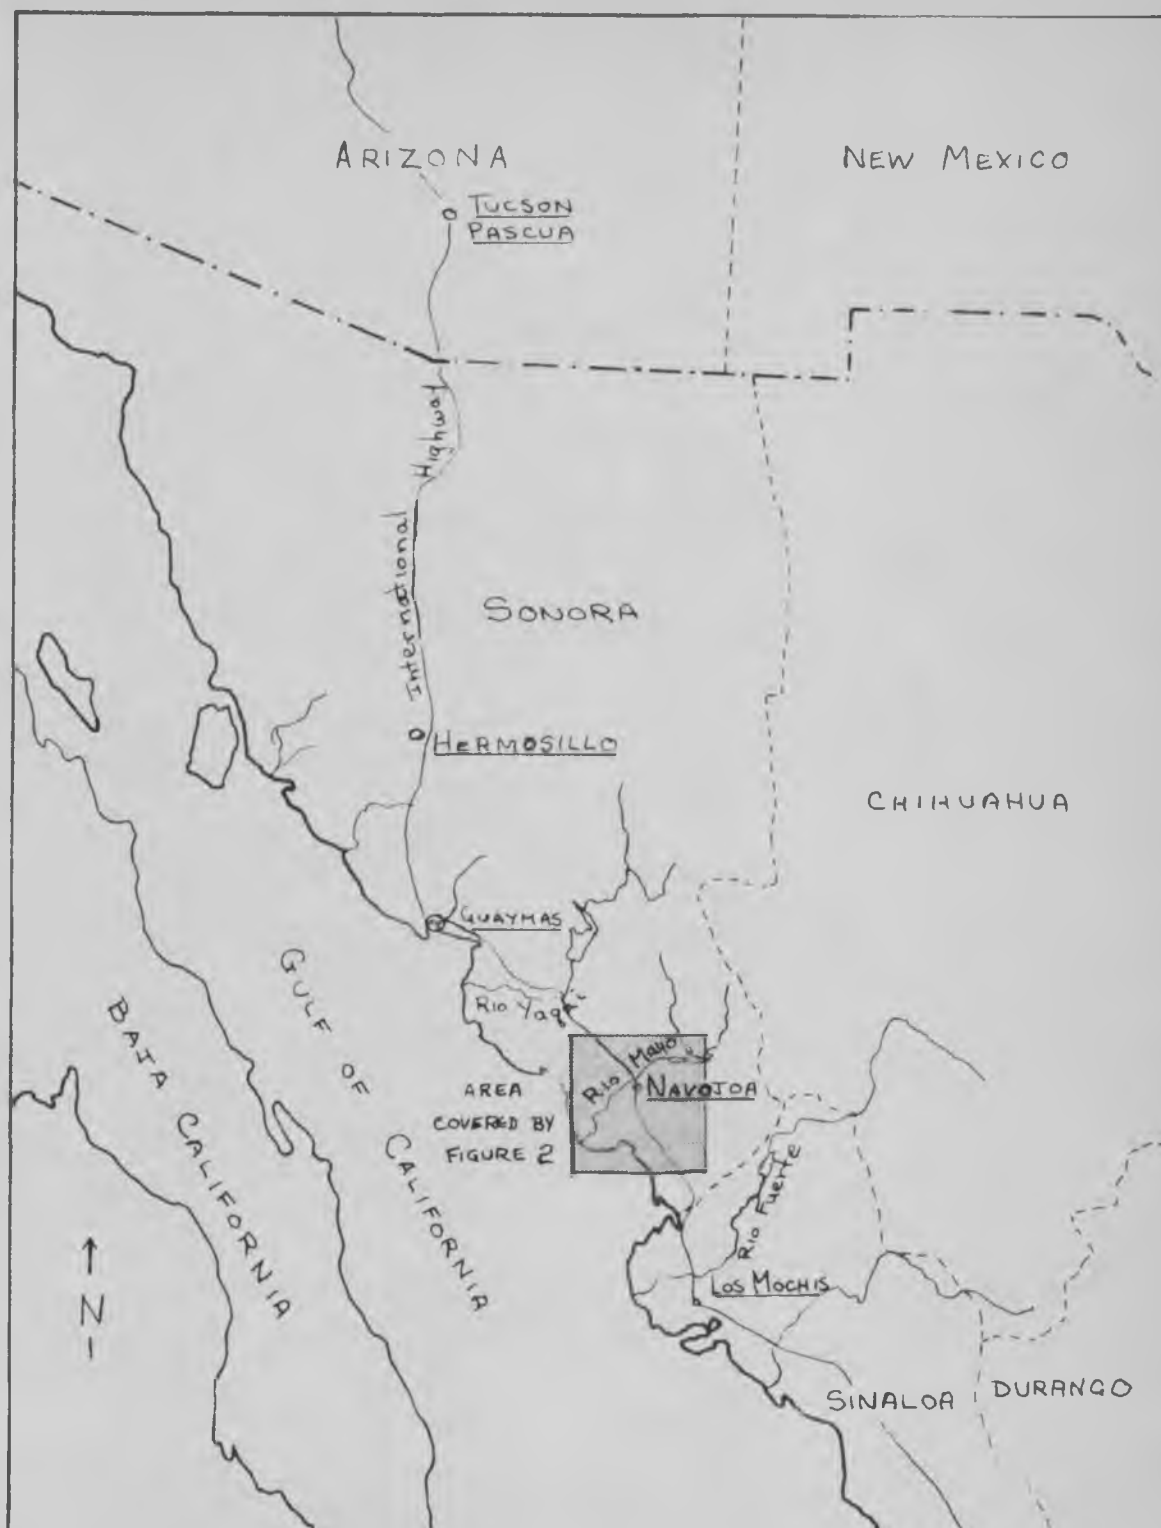 ARIZONA
NEW MEXICO
TUCSON
PASCUA
International Highway
SONORA
HERMOSILLO
CHIHUAHUA
GUAYMAS
GULF OF CALIFORNIA
BAJA CALIFORNIA
Rio Yaqui
Rio Mayo
NAVOJOA
AREA
COVERED BY
FIGURE 2
Rio Fuerte
LOS MOCHIS
N
SINALOA
DURANGO